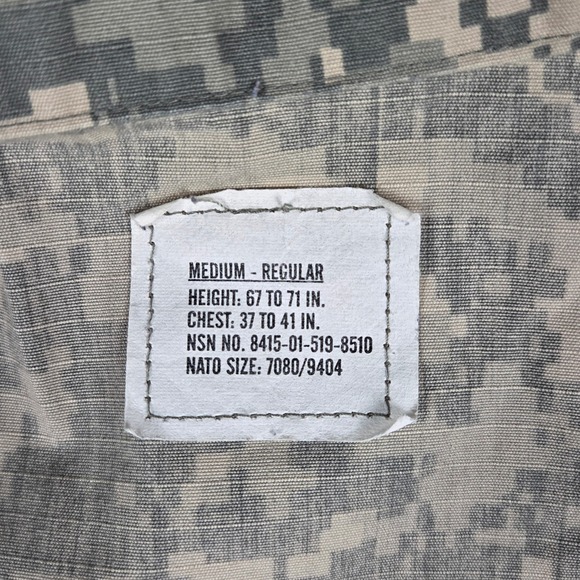 MEDIUM - REGULAR
HEIGHT: 67 TO 71 IN.
CHEST: 37 TO 41 IN.
NSN NO. 8415-01-519-8510
NATO SIZE: 7080/9404